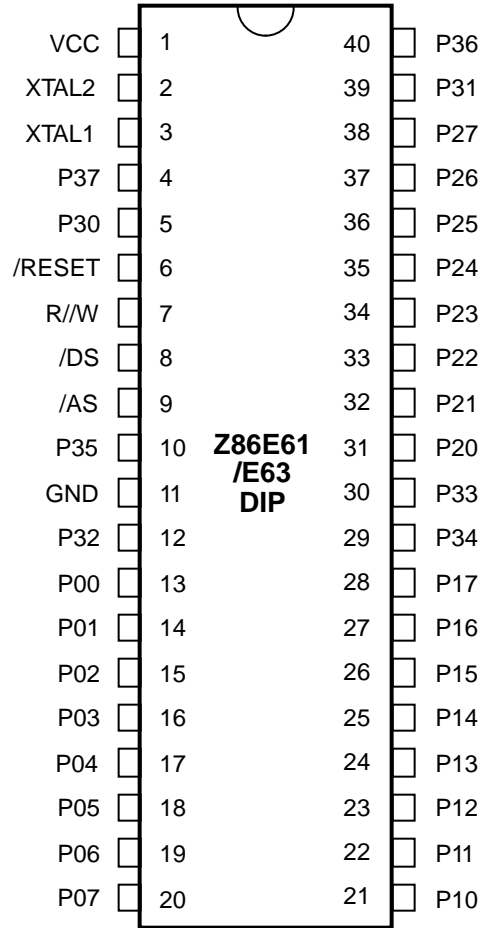 VCC 1 40 P36
XTAL2 2 39 P31
XTAL1 3 38 P27
P37 4 37 P26
P30 5 36 P25
/RESET 6 35 P24
R//W 7 34 P23
/DS 8 33 P22
/AS 9 32 P21
P35 10 Z86E61 31 P20
/E63
GND 11 DIP 30 P33
P32 12 29 P34
P00 13 28 P17
P01 14 27 P16
P02 15 26 P15
P03 16 25 P14
P04 17 24 P13
P05 18 23 P12
P06 19 22 P11
P07 20 21 P10